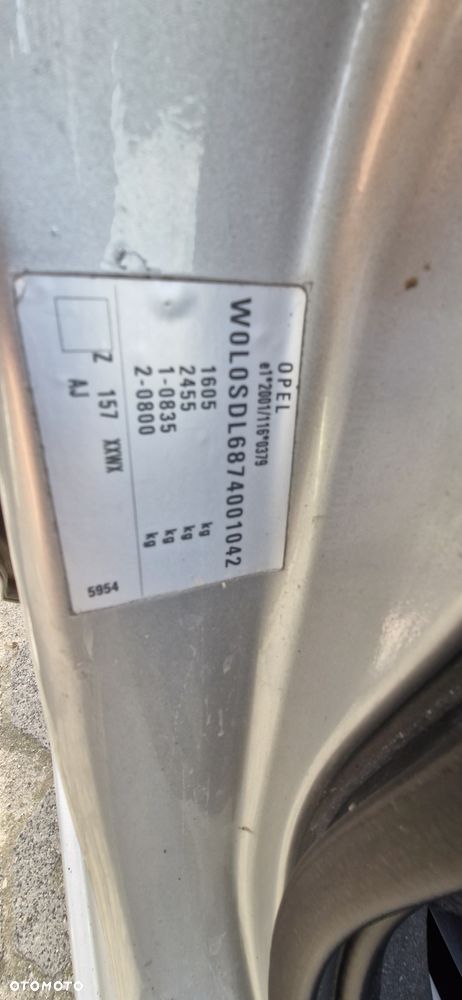 OPEL
e1*2001/116*0379
W0L0SDL6874001042
1605 kg
2455 kg
1-0835 kg
2-0800 kg
Z 157 XXWX
AJ
5954
OTOMOTO